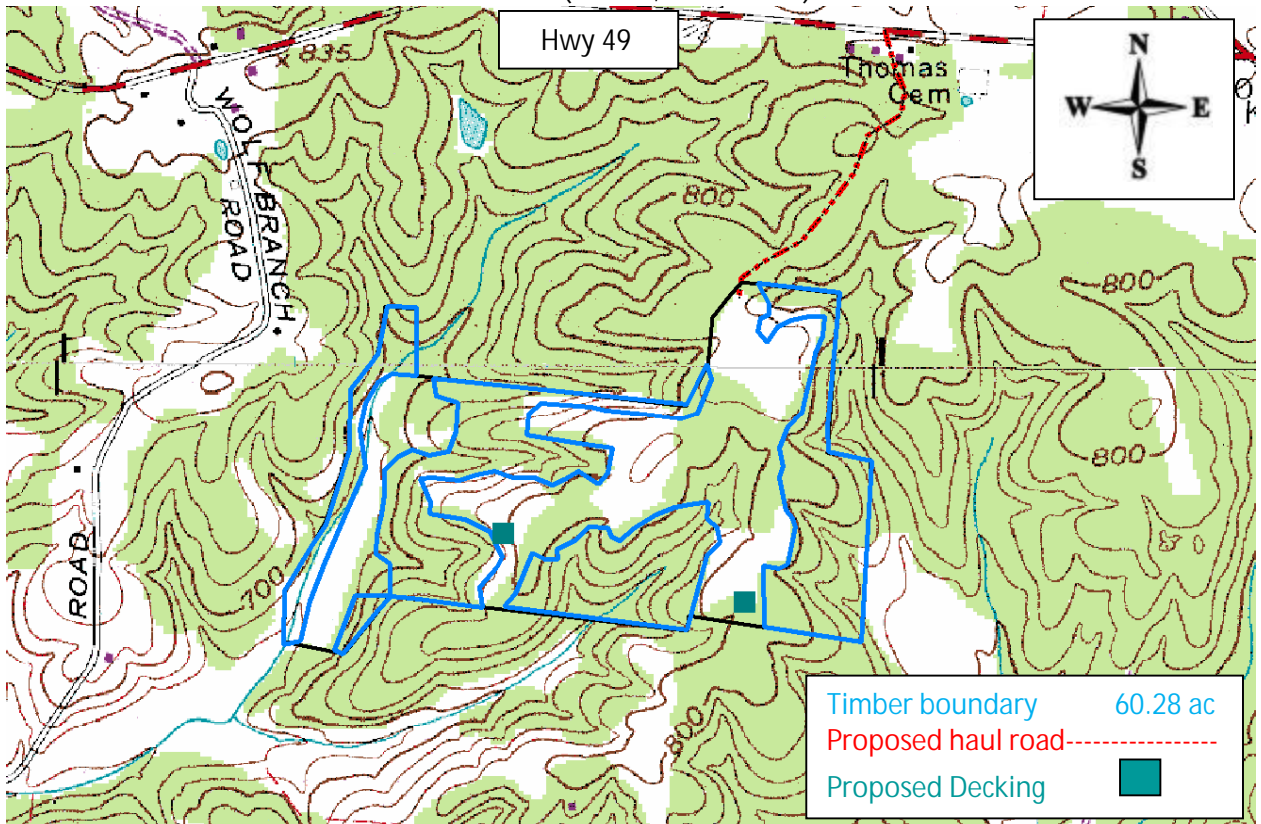 Hwy 49
835
Thomas
Cem
N
W E
S
WOLF BRANCH
ROAD
800
800
800
700
ROAD
800
Timber boundary 60.28 ac
Proposed haul road-----------------
Proposed Decking